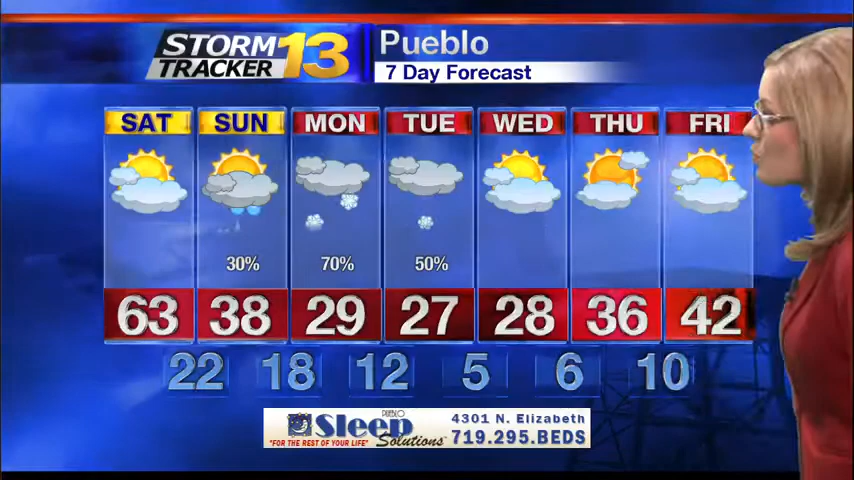 STORM
TRACKER 13
Pueblo
7 Day Forecast
SAT SUN MON TUE WED THU FRI
30% 70% 50%
63 38 29 27 28 36 42
22 18 12 5 6 10
PUEBLO
Sleep
Solutions
"FOR THE REST OF YOUR LIFE"
4301 N. Elizabeth
719.295.BEDS